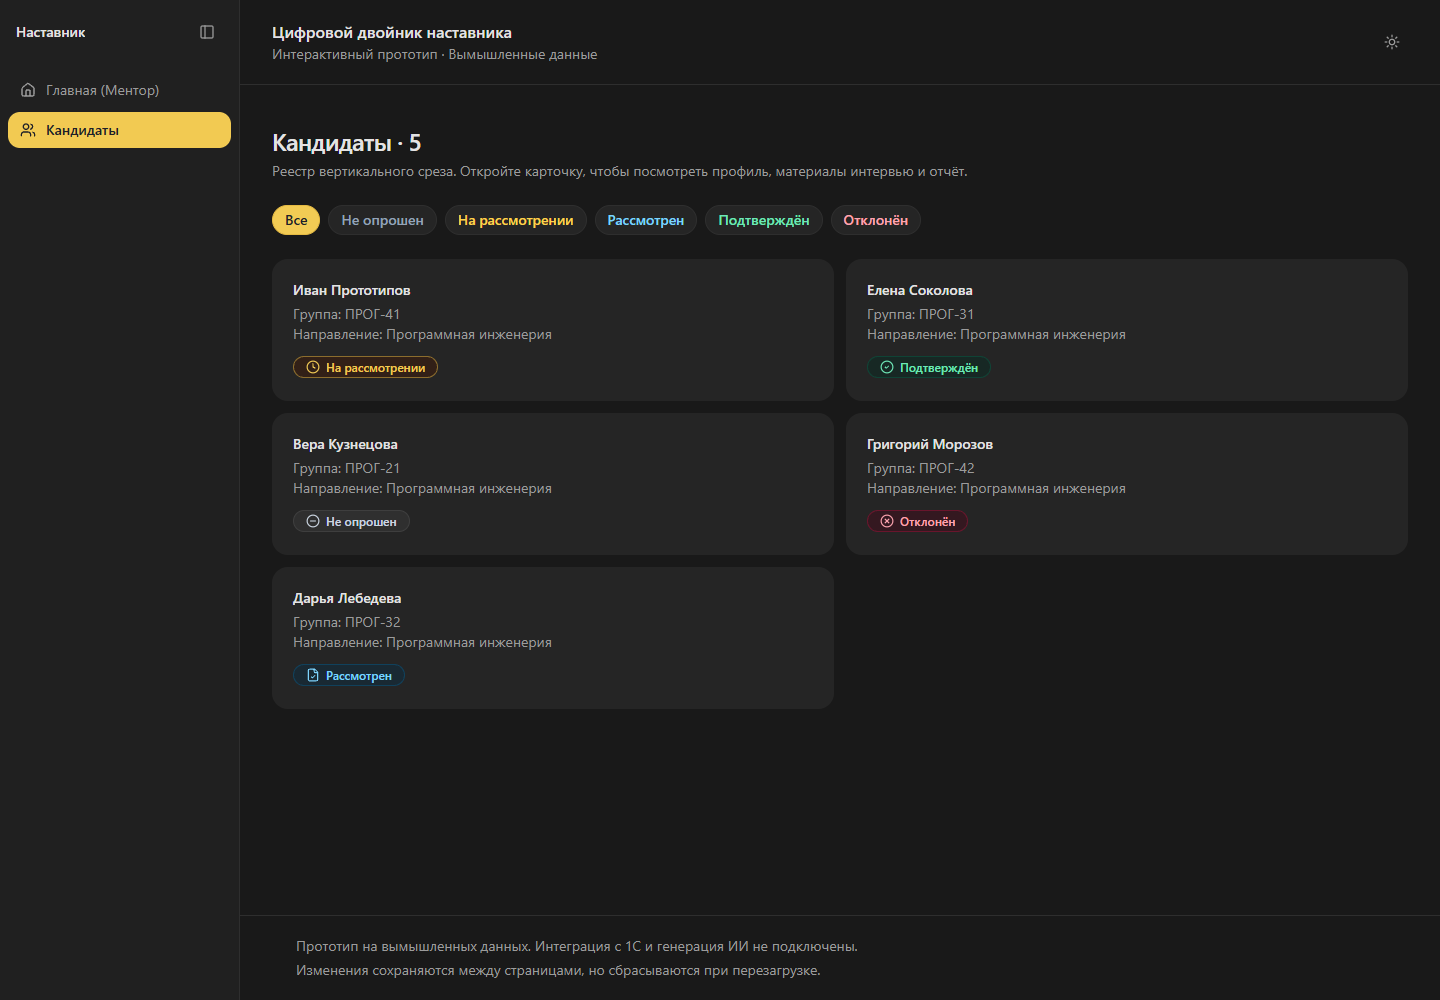 Наставник
Главная (Ментор)
Кандидаты
Цифровой двойник наставника
Интерактивный прототип · Вымышленные данные
Кандидаты · 5
Реестр вертикального среза. Откройте карточку, чтобы посмотреть профиль, материалы интервью и отчёт.
Все
Не опрошен
На рассмотрении
Рассмотрен
Подтверждён
Отклонён
Иван Прототипов
Группа: ПРОГ-41
Направление: Программная инженерия
На рассмотрении
Елена Соколова
Группа: ПРОГ-31
Направление: Программная инженерия
Подтверждён
Вера Кузнецова
Группа: ПРОГ-21
Направление: Программная инженерия
Не опрошен
Григорий Морозов
Группа: ПРОГ-42
Направление: Программная инженерия
Отклонён
Дарья Лебедева
Группа: ПРОГ-32
Направление: Программная инженерия
Рассмотрен
Прототип на вымышленных данных. Интеграция с 1С и генерация ИИ не подключены.
Изменения сохраняются между страницами, но сбрасываются при перезагрузке.